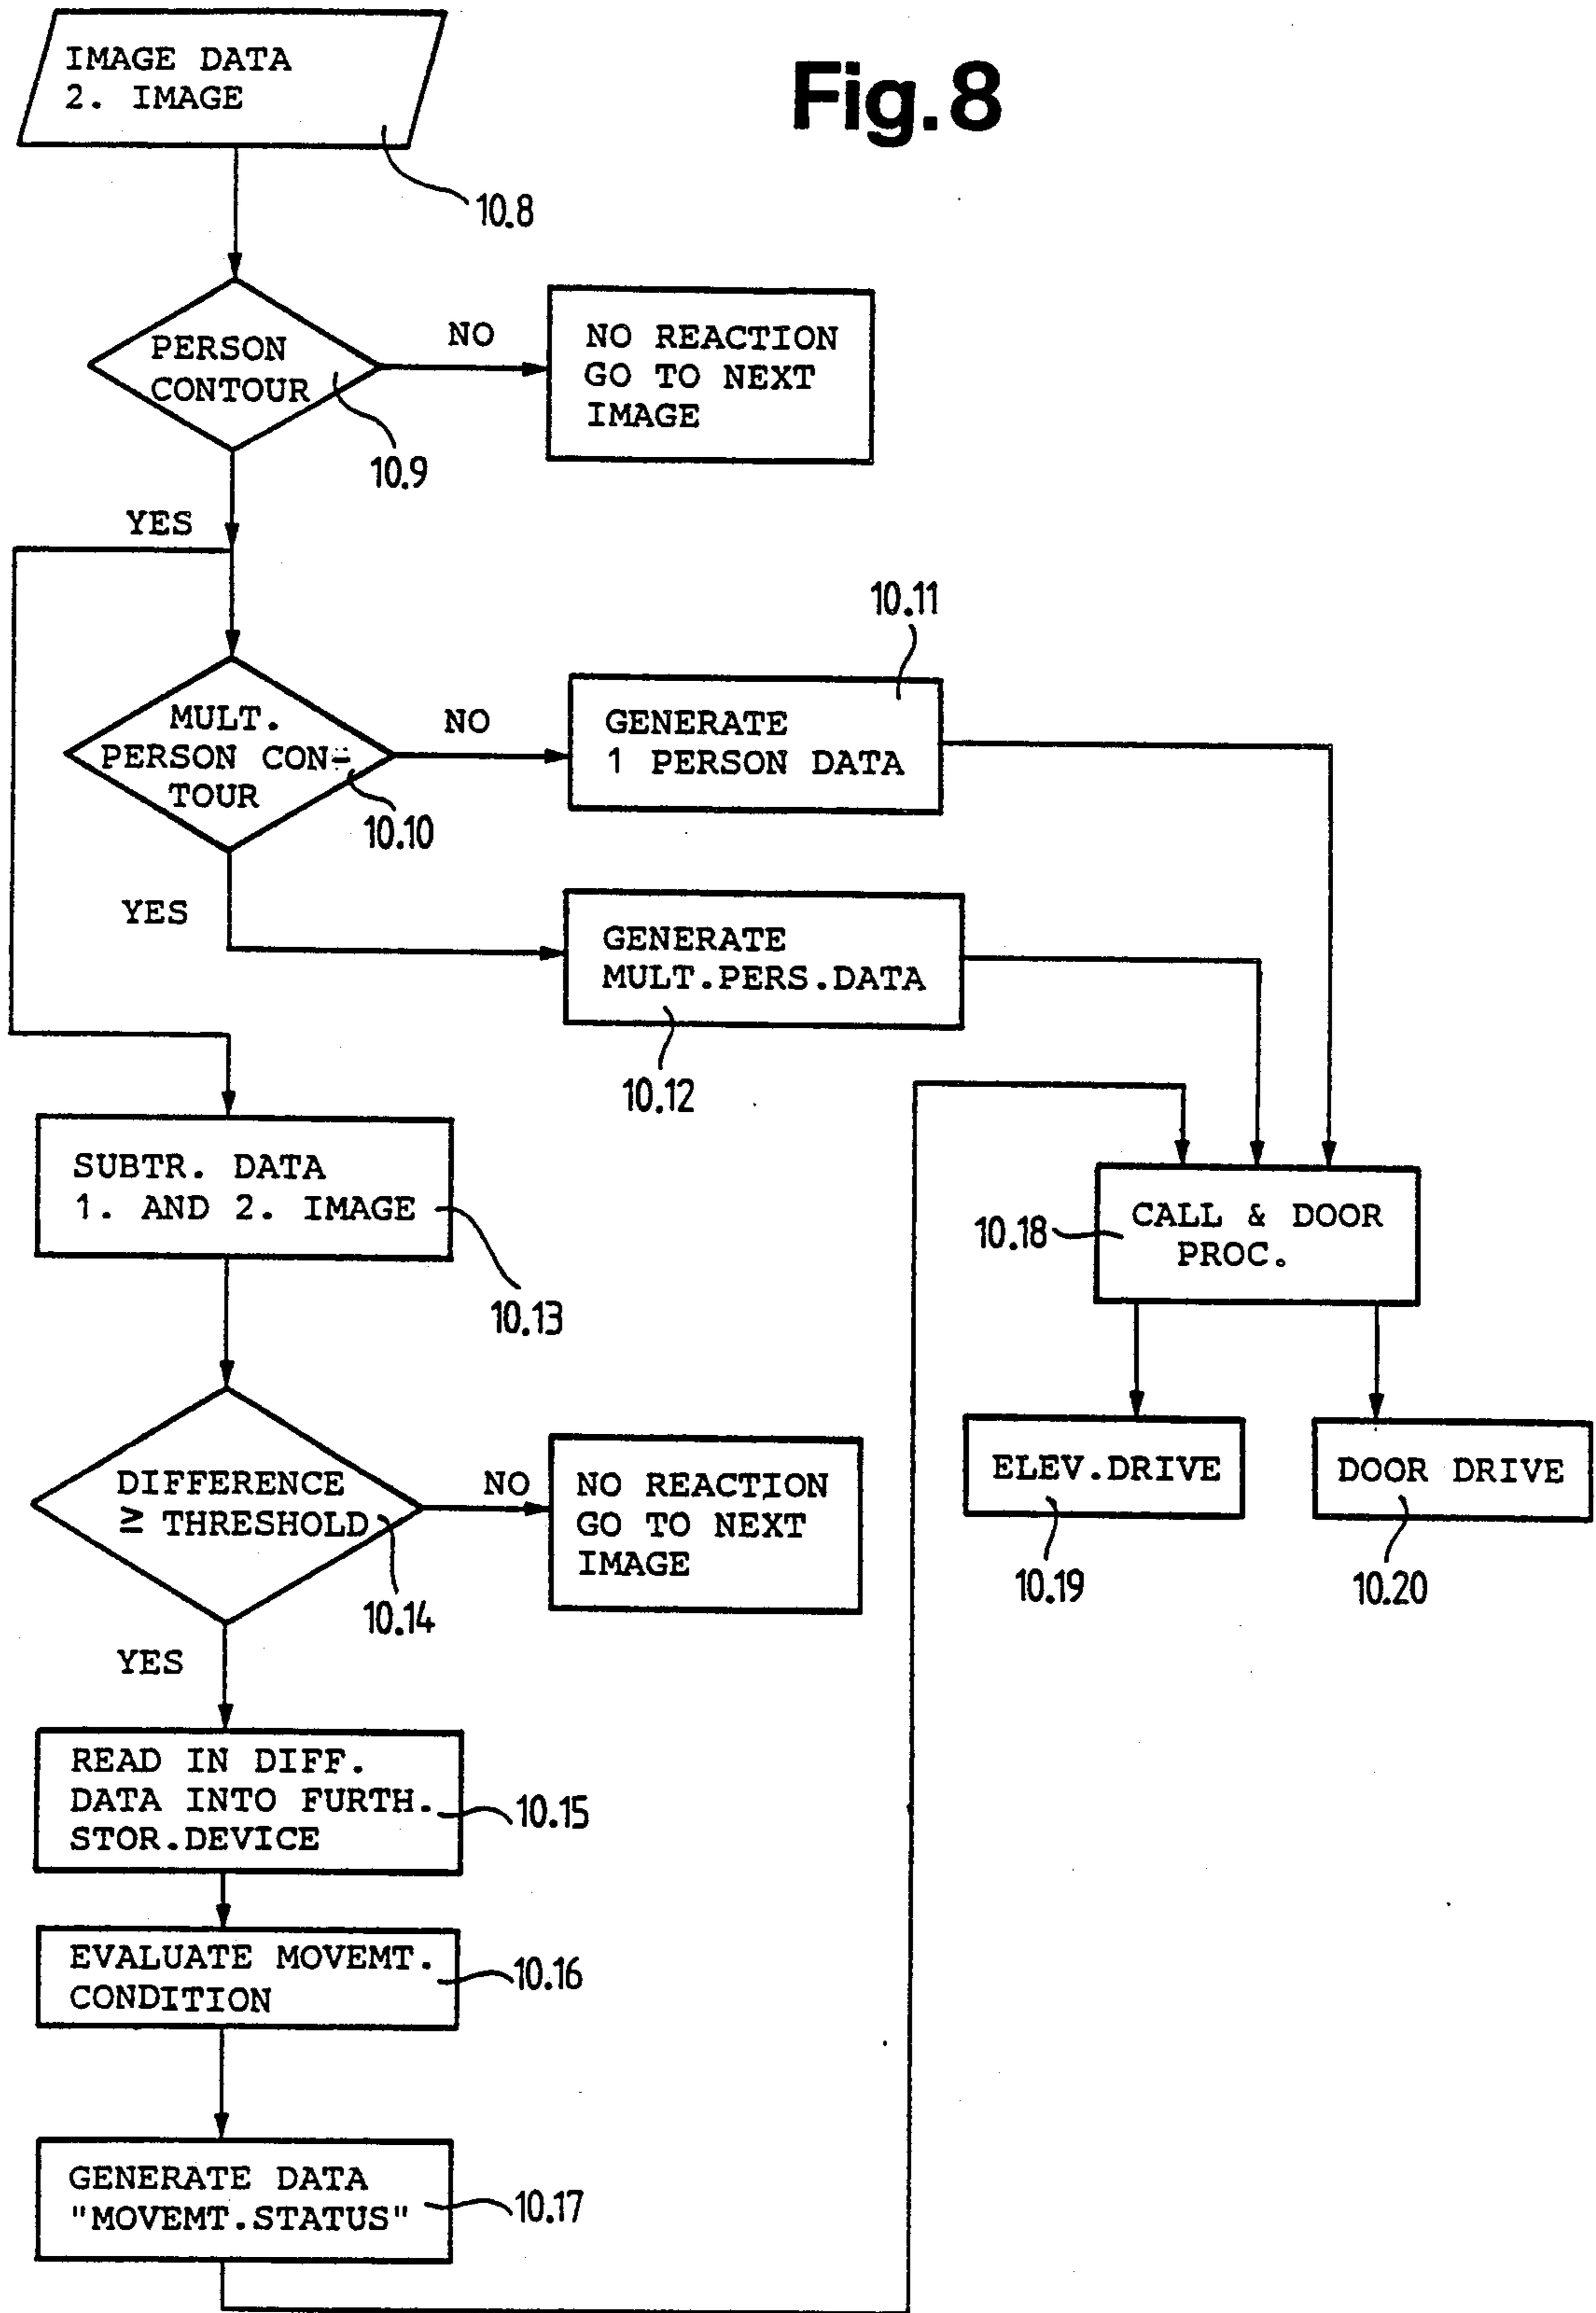 Fig. 8
IMAGE DATA
2. IMAGE
10.8
PERSON
CONTOUR
10.9
NO
NO REACTION
GO TO NEXT
IMAGE
YES
MULT.
PERSON CON=
TOUR
10.10
NO
10.11
GENERATE
1 PERSON DATA
YES
GENERATE
MULT.PERS.DATA
10.12
SUBTR. DATA
1. AND 2. IMAGE
10.13
10.18
CALL & DOOR
PROC.
ELEV.DRIVE
10.19
DOOR DRIVE
10.20
DIFFERENCE
≥ THRESHOLD
10.14
NO
NO REACTION
GO TO NEXT
IMAGE
YES
READ IN DIFF.
DATA INTO FURTH.
STOR.DEVICE
10.15
EVALUATE MOVEMT.
CONDITION
10.16
GENERATE DATA
"MOVEMT.STATUS"
10.17